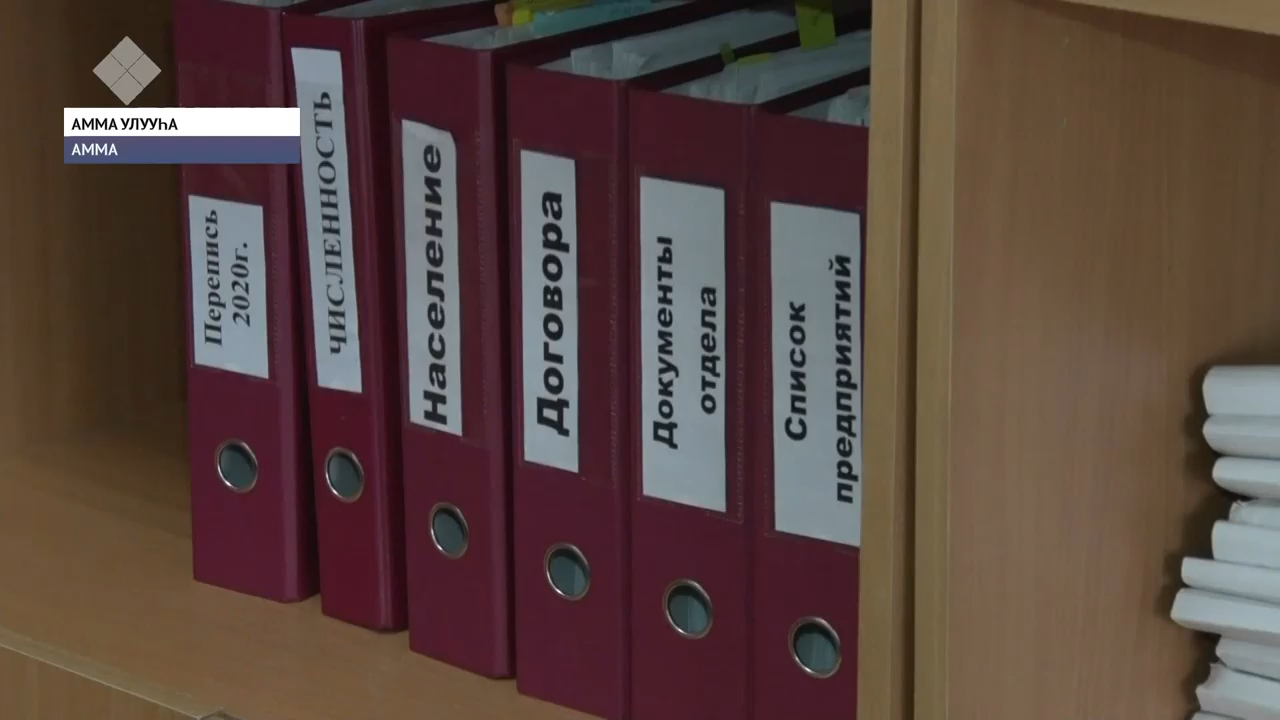 АММА УЛУУҺА
АММА
Перепись
2020г.
ЧИСЛЕННОСТЬ
Население
Договора
Документы
отдела
Список
предприятий